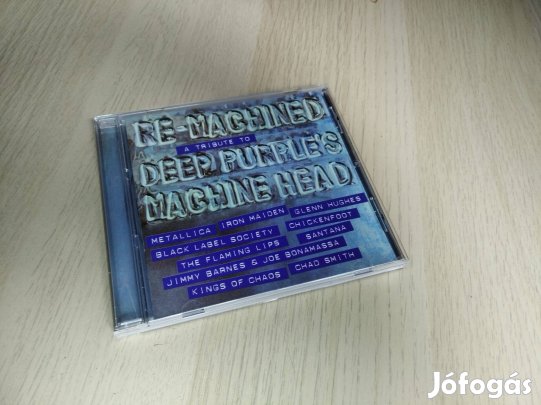 RE-MACHINED
A TRIBUTE TO
DEEP PURPLE'S
MACHINE HEAD
METALLICA IRON MAIDEN GLENN HUGHES
BLACK LABEL SOCIETY CHICKENFOOT
THE FLAMING LIPS SANTANA
JIMMY BARNES & JOE BONAMASSA
KINGS OF CHAOS CHAD SMITH
Jófogás